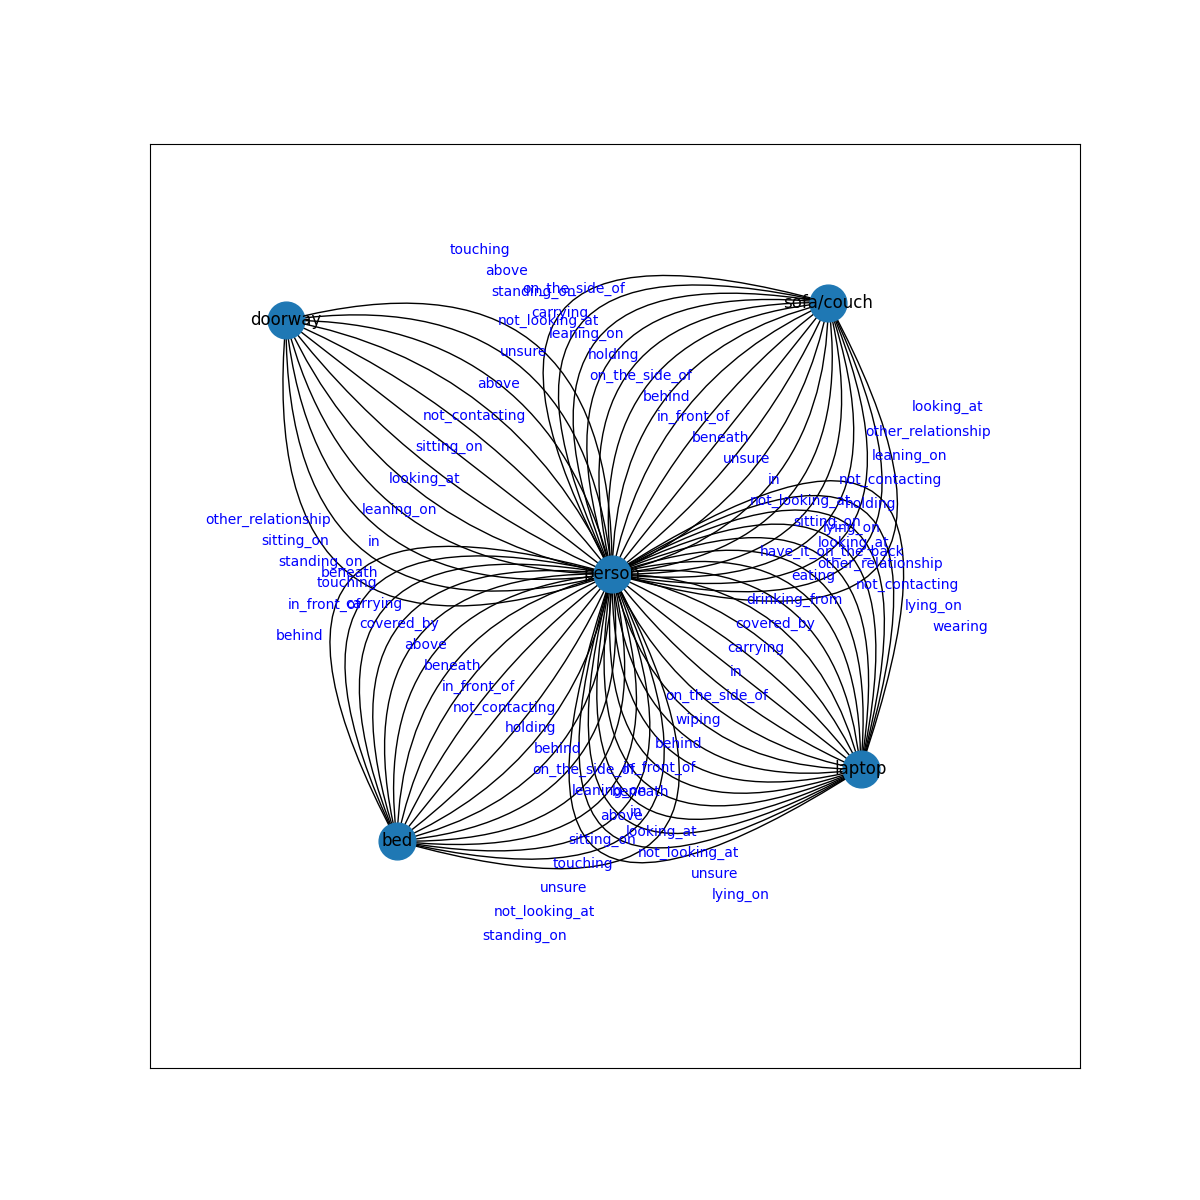 touching
above
on_the_side_of
standing_on
sofa/couch
carrying
doorway
not_looking_at
leaning_on
unsure
holding
on_the_side_of
above
behind
looking_at
not_contacting
in_front_of
other_relationship
beneath
sitting_on
leaning_on
unsure
looking_at
in
not_contacting
not_looking_at
holding
leaning_on
other_relationship
sitting_on
lying_on
sitting_on
in
looking_at
have_it_on_the_back
standing_on
other_relationship
beneath
person
eating
touching
not_contacting
drinking_from
in_front_of
carrying
lying_on
covered_by
covered_by
wearing
behind
above
carrying
beneath
in
in_front_of
on_the_side_of
not_contacting
wiping
holding
behind
behind
on_the_side_of
in_front_of
laptop
leaning_on
beneath
in
above
looking_at
bed
sitting_on
not_looking_at
touching
unsure
unsure
lying_on
not_looking_at
standing_on